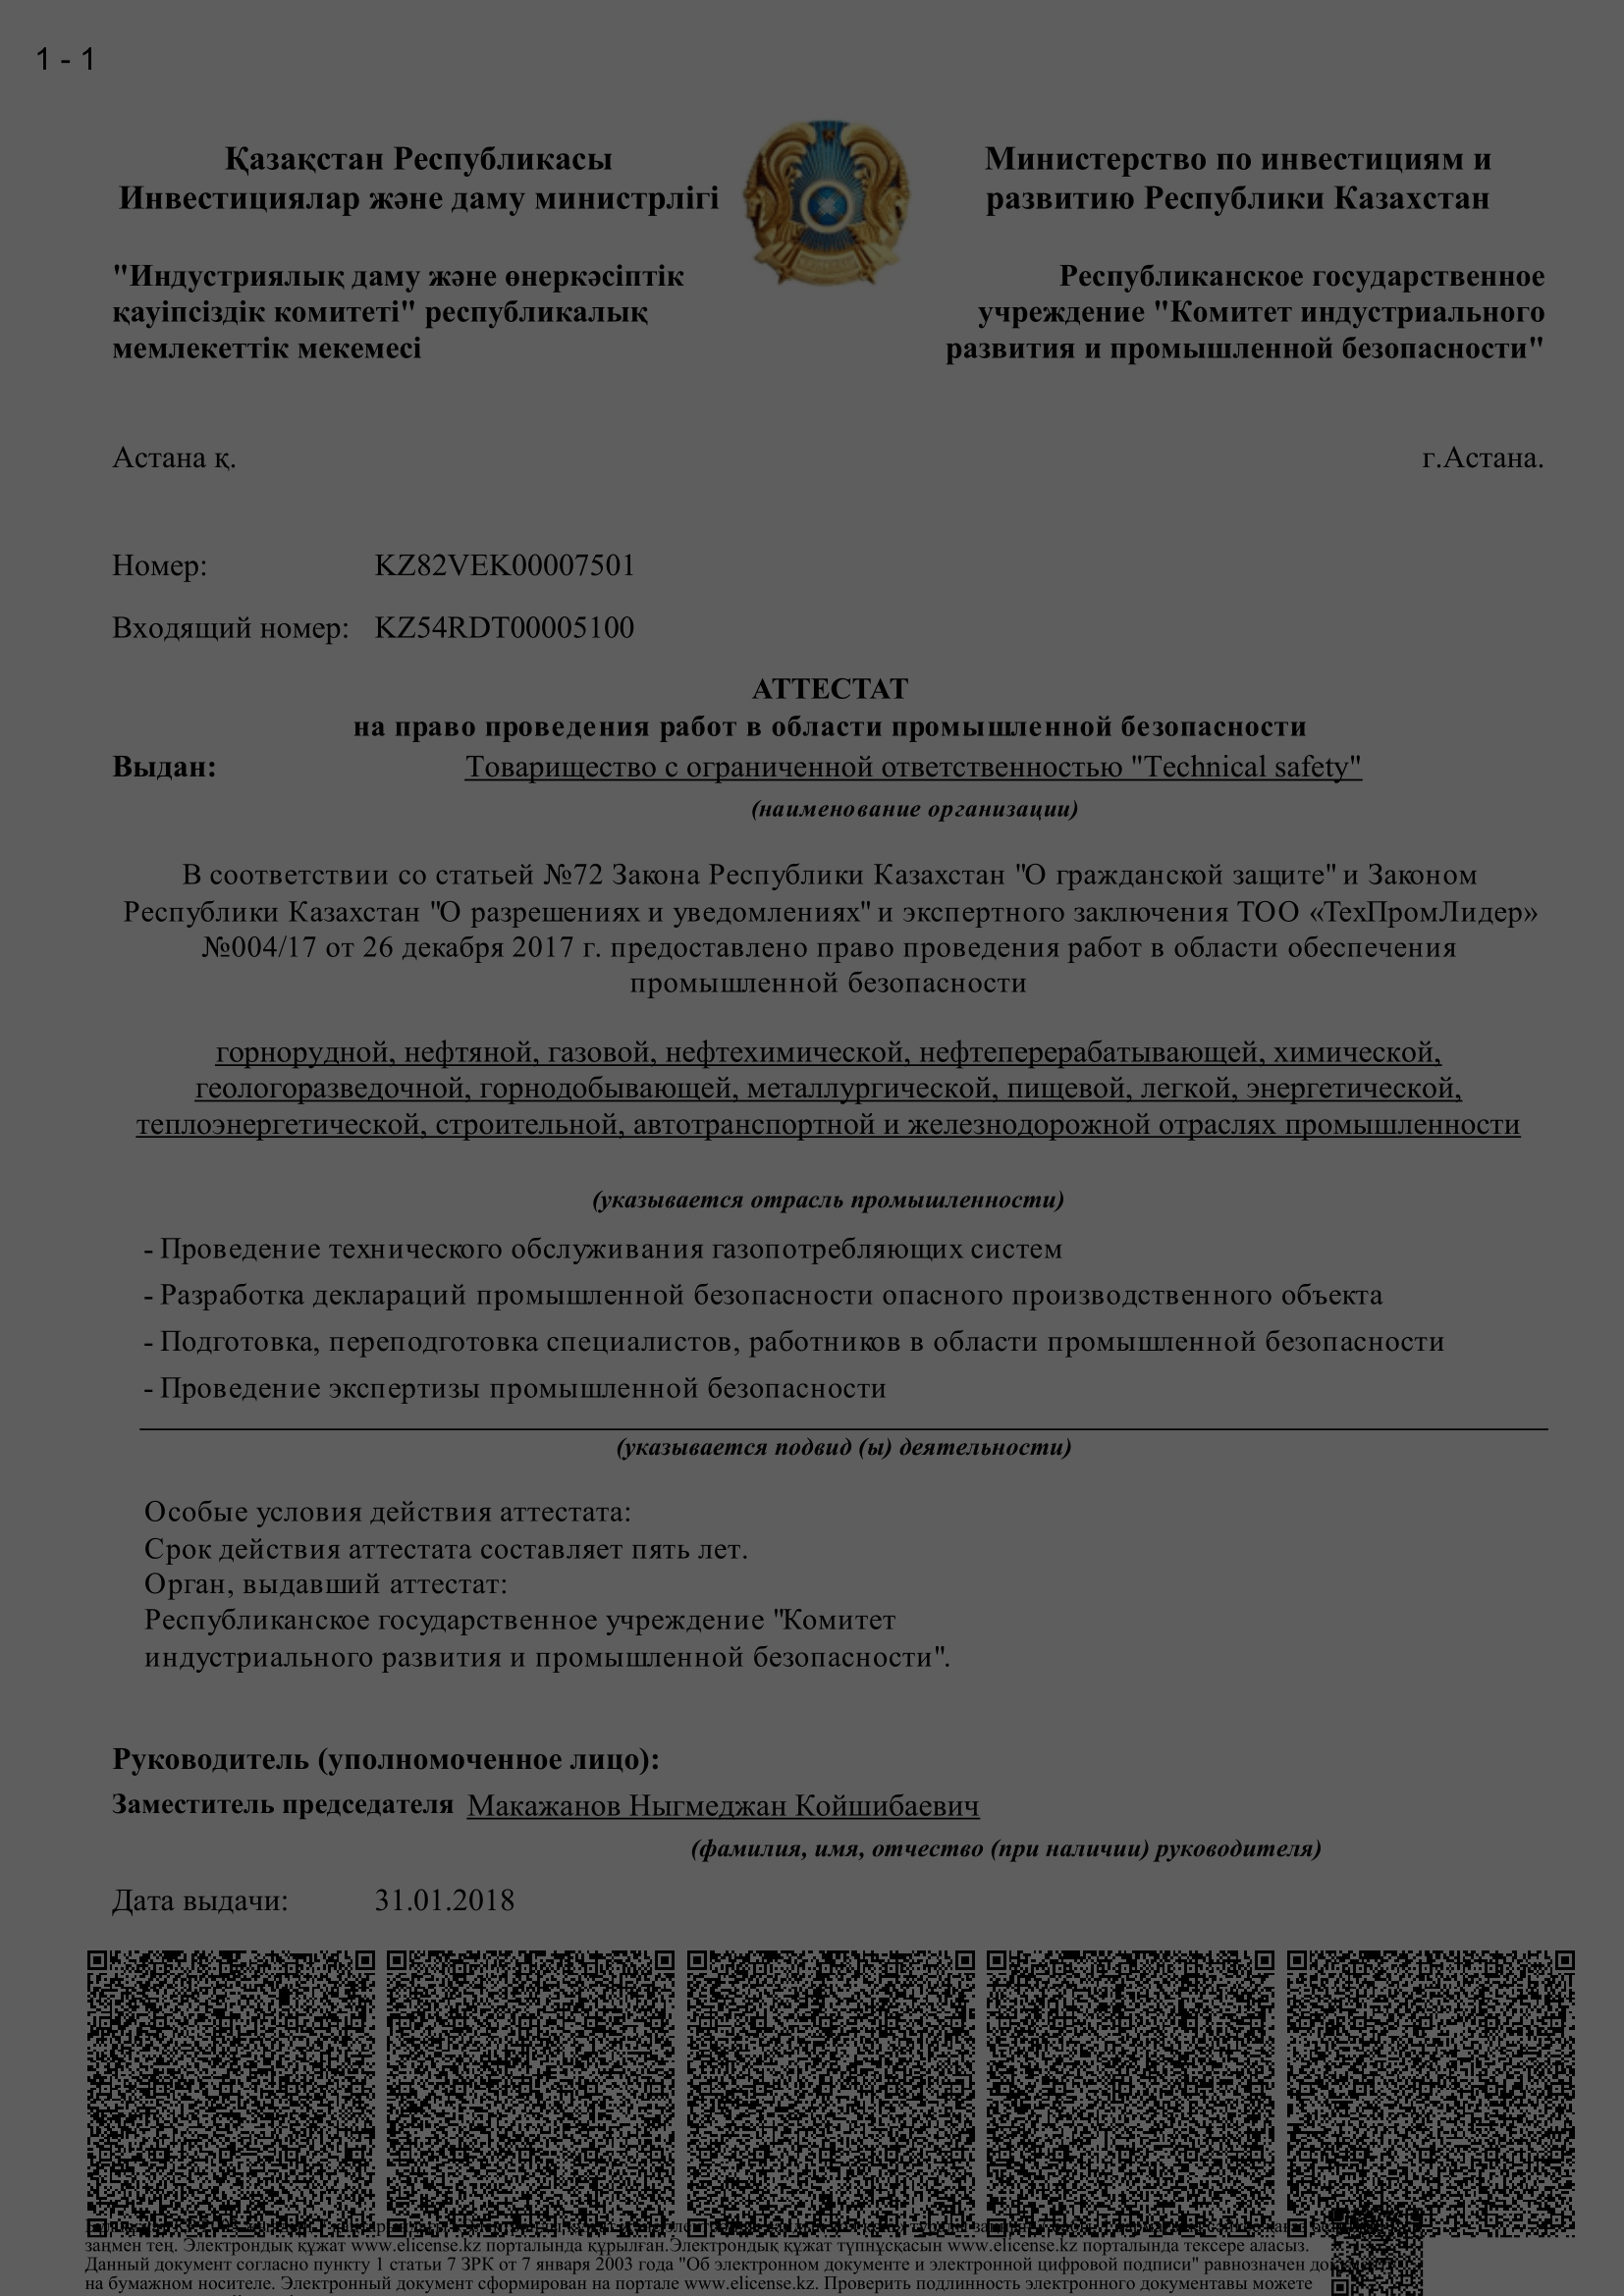 1 - 1
Қазақстан Республикасы
Инвестициялар және даму министрлігі
Министерство по инвестициям и
развитию Республики Казахстан
"Индустриялық даму және өнеркәсіптік
қауіпсіздік комитеті" республикалық
мемлекеттік мекемесі
Республиканское государственное
учреждение "Комитет индустриального
развития и промышленной безопасности"
Астана қ.
г.Астана.
Номер: KZ82VEK00007501
Входящий номер: KZ54RDT00005100
АТТЕСТАТ
на право проведения работ в области промышленной безопасности
Выдан: Товарищество с ограниченной ответственностью "Technical safety"
(наименование организации)
В соответствии со статьей №72 Закона Республики Казахстан "О гражданской защите" и Законом
Республики Казахстан "О разрешениях и уведомлениях" и экспертного заключения ТОО «ТехПромЛидер»
№004/17 от 26 декабря 2017 г. предоставлено право проведения работ в области обеспечения
промышленной безопасности
горнорудной, нефтяной, газовой, нефтехимической, нефтеперерабатывающей, химической,
геологоразведочной, горнодобывающей, металлургической, пищевой, легкой, энергетической,
теплоэнергетической, строительной, автотранспортной и железнодорожной отраслях промышленности
(указывается отрасль промышленности)
- Проведение технического обслуживания газопотребляющих систем
- Разработка деклараций промышленной безопасности опасного производственного объекта
- Подготовка, переподготовка специалистов, работников в области промышленной безопасности
- Проведение экспертизы промышленной безопасности
(указывается подвид (ы) деятельности)
Особые условия действия аттестата:
Срок действия аттестата составляет пять лет.
Орган, выдавший аттестат:
Республиканское государственное учреждение "Комитет
индустриального развития и промышленной безопасности".
Руководитель (уполномоченное лицо):
Заместитель председателя Макажанов Ныгмеджан Койшибаевич
(фамилия, имя, отчество (при наличии) руководителя)
Дата выдачи: 31.01.2018
заңмен тең. Электрондық құжат www.elicense.kz порталында құрылған.Электрондық құжат түпнұсқасын www.elicense.kz порталында тексере аласыз.
Данный документ согласно пункту 1 статьи 7 ЗРК от 7 января 2003 года "Об электронном документе и электронной цифровой подписи" равнозначен
на бумажном носителе. Электронный документ сформирован на портале www.elicense.kz. Проверить подлинность электронного документавы можете